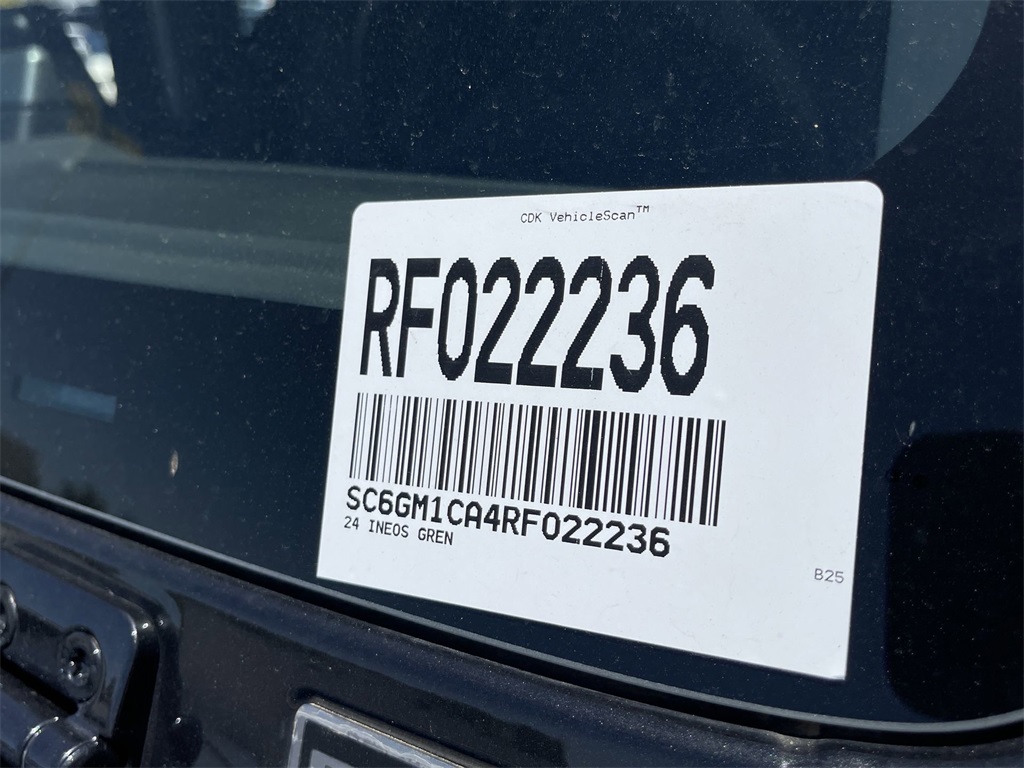 CDK VehicleScan™
RF022236
SC6GM1CA4RF022236
24 INEOS GREN
B25